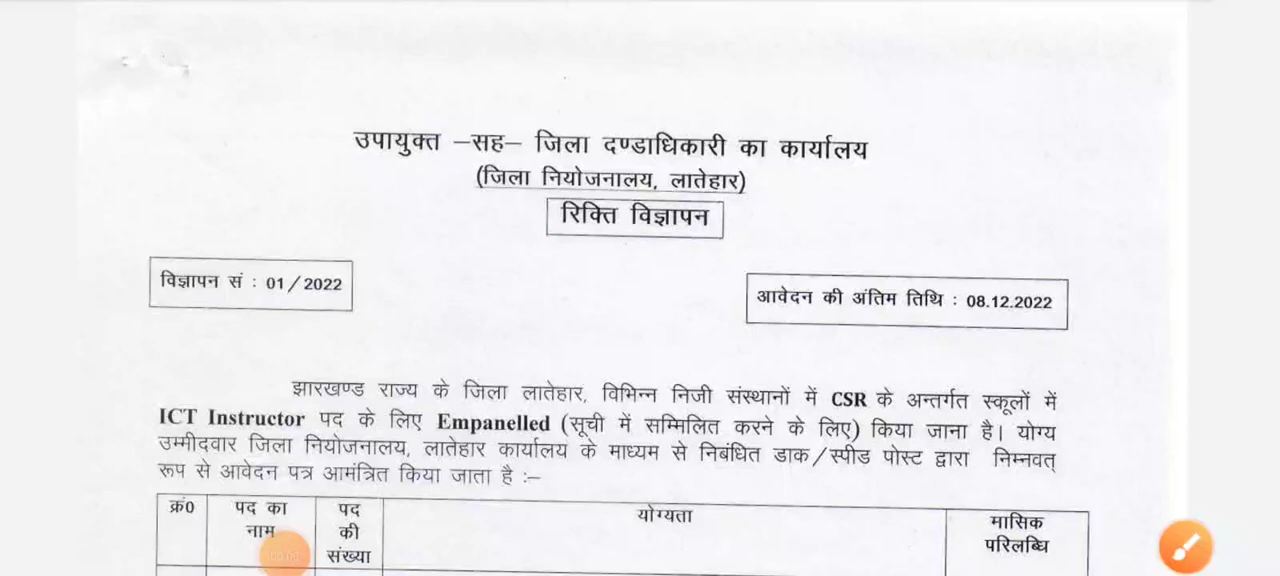 उपायुक्त –सह– जिला दण्डाधिकारी का कार्यालय
(जिला नियोजनालय, लातेहार)
रिक्ति विज्ञापन
विज्ञापन सं : 01/2022
आवेदन की अंतिम तिथि : 08.12.2022
झारखण्ड राज्य के जिला लातेहार, विभिन्न निजी संस्थानों में CSR के अन्तर्गत स्कूलों में
ICT Instructor पद के लिए Empanelled (सूची में सम्मिलित करने के लिए) किया जाना है। योग्य
उम्मीदवार जिला नियोजनालय, लातेहार कार्यालय के माध्यम से निबंधित डाक/स्पीड पोस्ट द्वारा निम्नवत्
रूप से आवेदन पत्र आमंत्रित किया जाता है :–
क्रं0 पद का पद योग्यता मासिक
नाम की परिलब्धि
संख्या